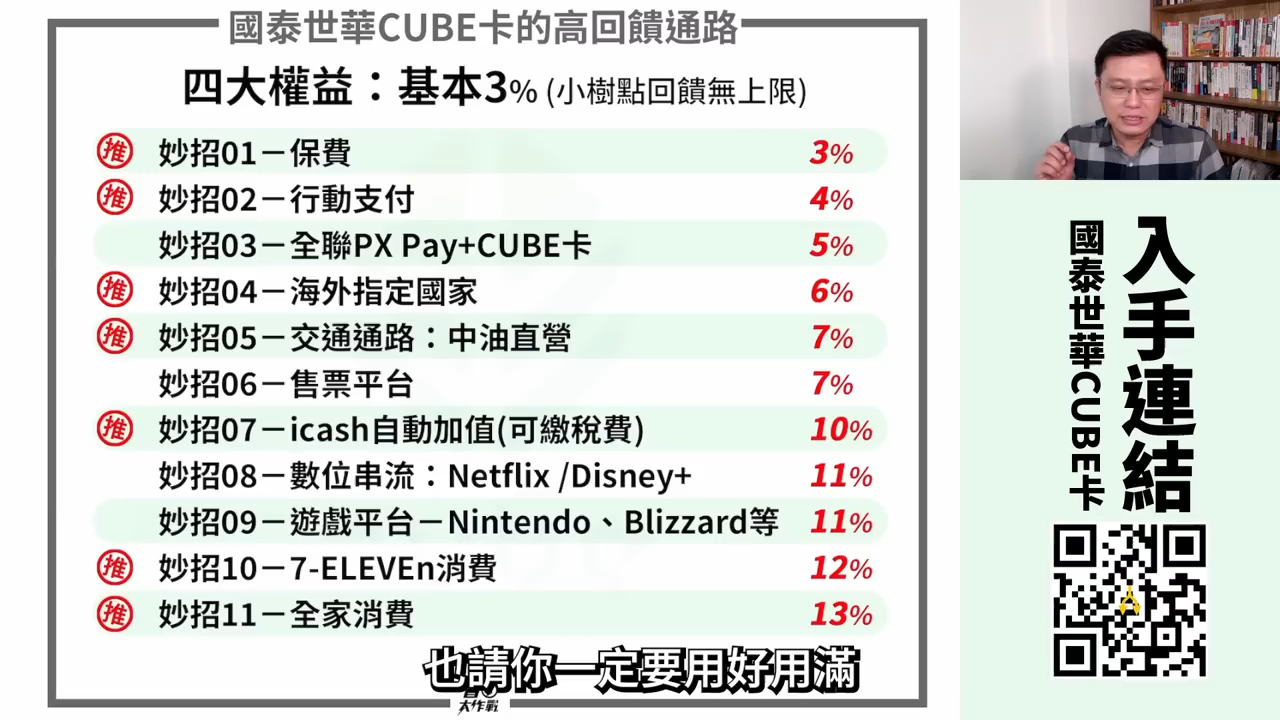 國泰世華CUBE卡的高回饋通路
四大權益：基本3% (小樹點回饋無上限)
推 妙招01－保費 3%
推 妙招02－行動支付 4%
妙招03－全聯PX Pay+CUBE卡 5%
推 妙招04－海外指定國家 6%
推 妙招05－交通通路：中油直營 7%
妙招06－售票平台 7%
推 妙招07－icash自動加值(可繳稅費) 10%
妙招08－數位串流：Netflix /Disney+ 11%
妙招09－遊戲平台－Nintendo、Blizzard等 11%
推 妙招10－7-ELEVEn消費 12%
推 妙招11－全家消費 13%
也請你一定要用好用滿
大作戰
入手連結
國泰世華CUBE卡